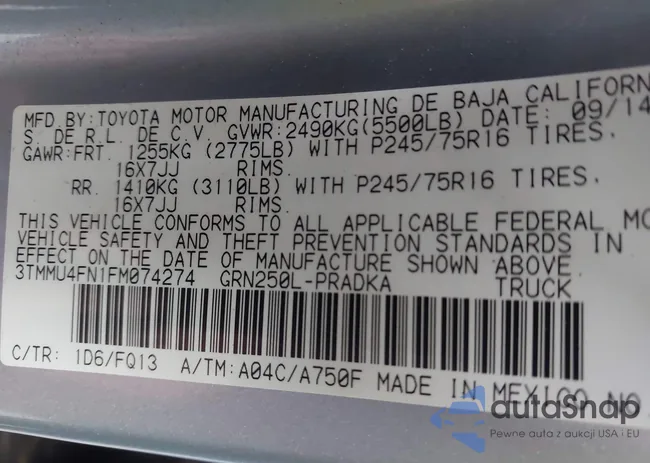 MFD BY: TOYOTA MOTOR MANUFACTURING DE BAJA CALIFORN
S. DE R.L. DE C.V. GVWR:2490KG(5500LB) DATE: 09/14
GAWR:FRT. 1255KG (2775LB) WITH P245/75R16 TIRES.
16X7JJ RIMS.
RR. 1410KG (3110LB) WITH P245/75R16 TIRES.
16X7JJ RIMS.
THIS VEHICLE CONFORMS TO ALL APPLICABLE FEDERAL MO
VEHICLE SAFETY AND THEFT PREVENTION STANDARDS IN
EFFECT ON THE DATE OF MANUFACTURE SHOWN ABOVE.
3TMMU4FN1FM074274 GRN250L-PRADKA TRUCK
C/TR: 1D6/FQ13 A/TM:A04C/A750F MADE IN MEXICO NO
autaSnap
Pewne auta z aukcji USA i EU